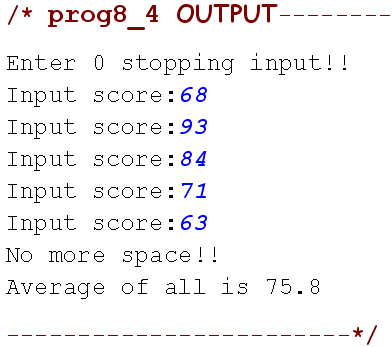 /* prog8_4 OUTPUT--------
Enter 0 stopping input!!
Input score:68
Input score:93
Input score:84
Input score:71
Input score:63
No more space!!
Average of all is 75.8
------------------------*/